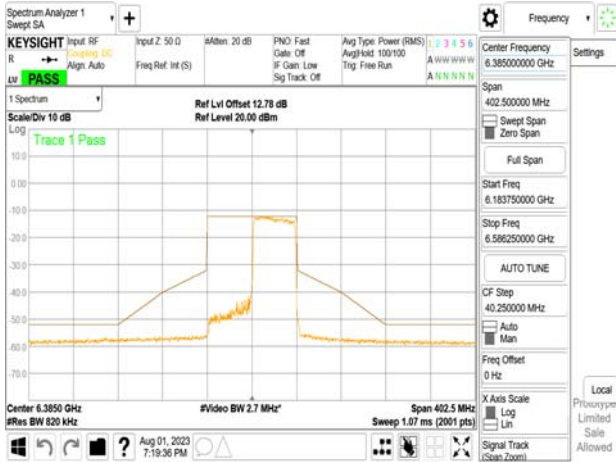 Spectrum Analyzer 1
Swept SA
+
Frequency
KEYSIGHT
R
LV
PASS
Input: RF
Coupling: DC
Align: Auto
Input Z: 50 Ω
Freq Ref: Int (S)
#Atten: 20 dB
PNO: Fast
Gate: Off
IF Gain: Low
Sig Track: Off
Avg Type: Power (RMS)
Avg|Hold: 100/100
Trig: Free Run
1 2 3 4 5 6
A W W W W W
A N N N N N
1 Spectrum
Scale/Div 10 dB
Ref Lvl Offset 12.78 dB
Ref Level 20.00 dBm
Log
Trace 1 Pass
10.0
0.00
-10.0
-20.0
-30.0
-40.0
-50.0
-60.0
-70.0
Center 6.3850 GHz
#Res BW 820 kHz
#Video BW 2.7 MHz*
Span 402.5 MHz
Sweep 1.07 ms (2001 pts)
?
Aug 01, 2023
7:19:36 PM
Center Frequency
6.385000000 GHz
Span
402.500000 MHz
Swept Span
Zero Span
Full Span
Start Freq
6.183750000 GHz
Stop Freq
6.586250000 GHz
AUTO TUNE
CF Step
40.250000 MHz
Auto
Man
Freq Offset
0 Hz
X Axis Scale
Log
Lin
Signal Track
(Span Zoom)
Settings
Local
Prototype
Limited
Sale
Allowed